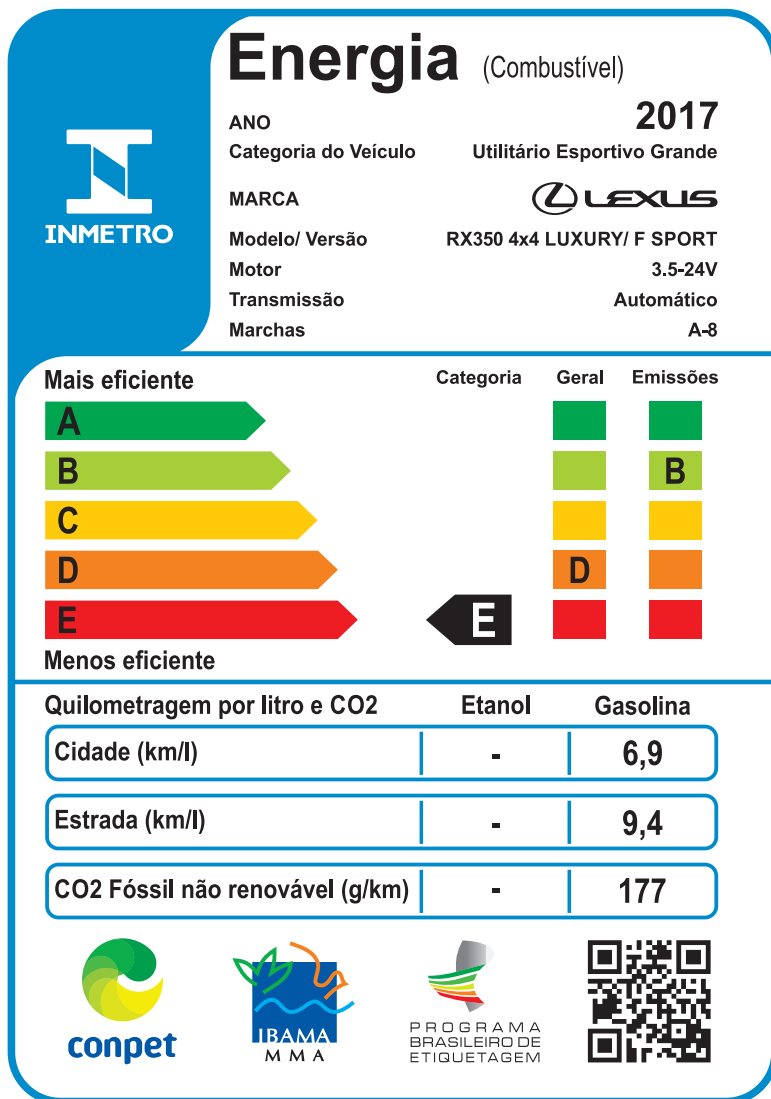 Energia (Combustível)
ANO 2017
Categoria do Veículo Utilitário Esportivo Grande
INMETRO
MARCA LEXUS
Modelo/ Versão RX350 4x4 LUXURY/ F SPORT
Motor 3.5-24V
Transmissão Automático
Marchas A-8
Mais eficiente Categoria Geral Emissões
A
B B
C
D D
E E
Menos eficiente
Quilometragem por litro e CO2 Etanol Gasolina
Cidade (km/l) - 6,9
Estrada (km/l) - 9,4
CO2 Fóssil não renovável (g/km) - 177
conpet
IBAMA
MMA
PROGRAMA
BRASILEIRO DE
ETIQUETAGEM